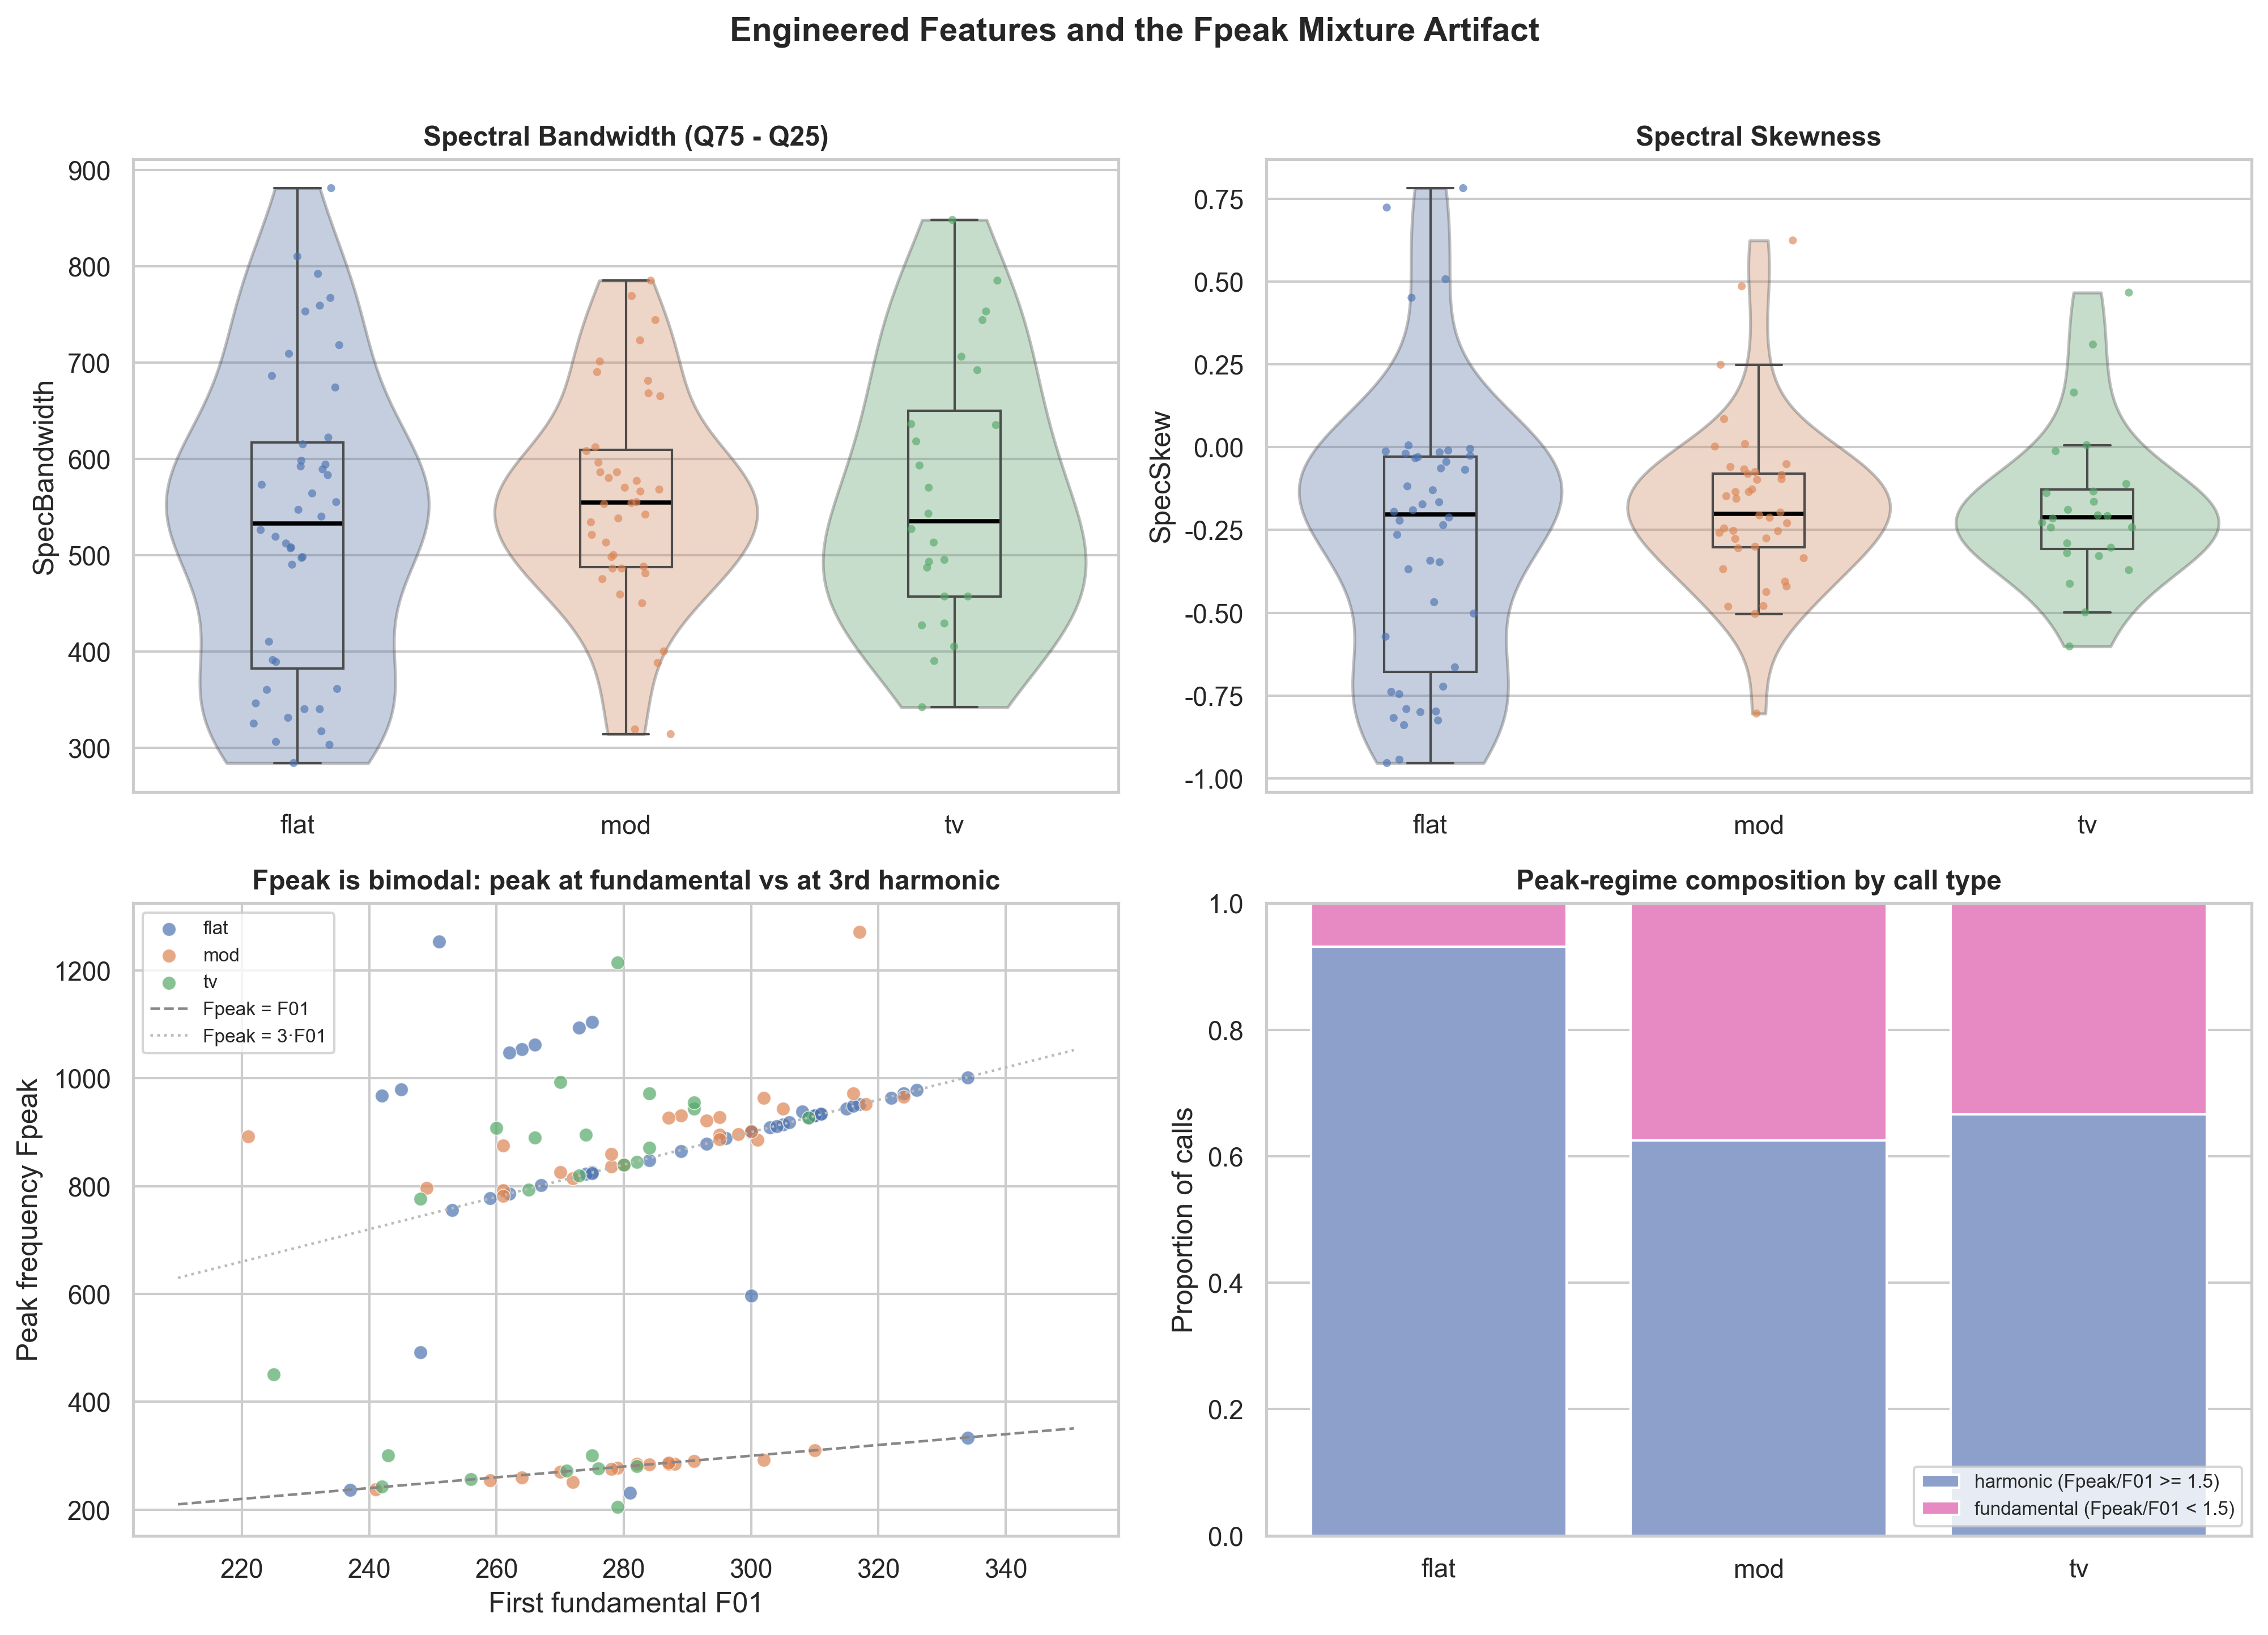 Engineered Features and the Fpeak Mixture Artifact
Spectral Bandwidth (Q75 - Q25)
SpecBandwidth
900
800
700
600
500
400
300
flat
mod
tv
Spectral Skewness
SpecSkew
0.75
0.50
0.25
0.00
-0.25
-0.50
-0.75
-1.00
flat
mod
tv
Fpeak is bimodal: peak at fundamental vs at 3rd harmonic
flat
mod
tv
Fpeak = F01
Fpeak = 3·F01
Peak frequency Fpeak
1200
1000
800
600
400
200
220
240
260
280
300
320
340
First fundamental F01
Peak-regime composition by call type
Proportion of calls
1.0
0.8
0.6
0.4
0.2
0.0
harmonic (Fpeak/F01 >= 1.5)
fundamental (Fpeak/F01 < 1.5)
flat
mod
tv